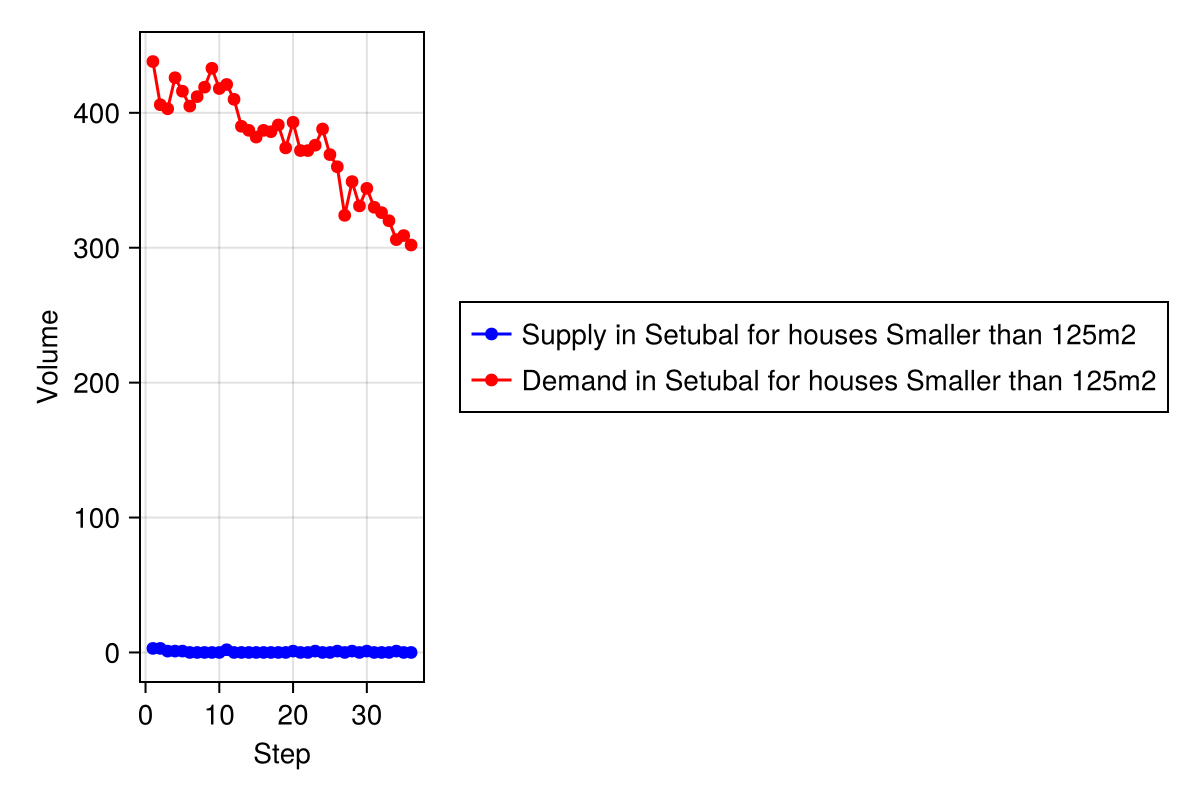 400
300
200
100
0
Volume
0 10 20 30
Step
Supply in Setubal for houses Smaller than 125m2
Demand in Setubal for houses Smaller than 125m2